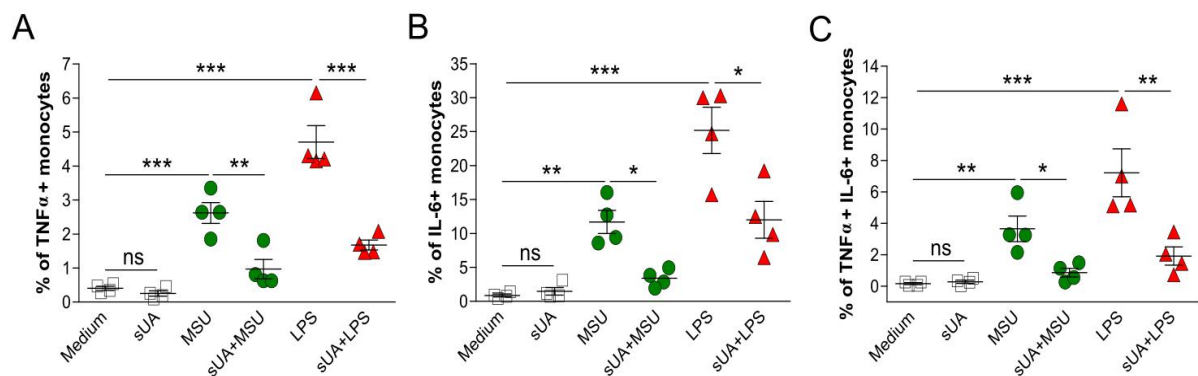 A
% of TNFα+ monocytes
7
6
5
4
3
2
1
0
***
***
***
**
ns
Medium
sUA
MSU
sUA+MSU
LPS
sUA+LPS
B
% of IL-6+ monocytes
35
30
25
20
15
10
5
0
***
*
**
*
ns
Medium
sUA
MSU
sUA+MSU
LPS
sUA+LPS
C
% of TNFα+ IL-6+ monocytes
14
12
10
8
6
4
2
0
***
**
**
*
ns
Medium
sUA
MSU
sUA+MSU
LPS
sUA+LPS